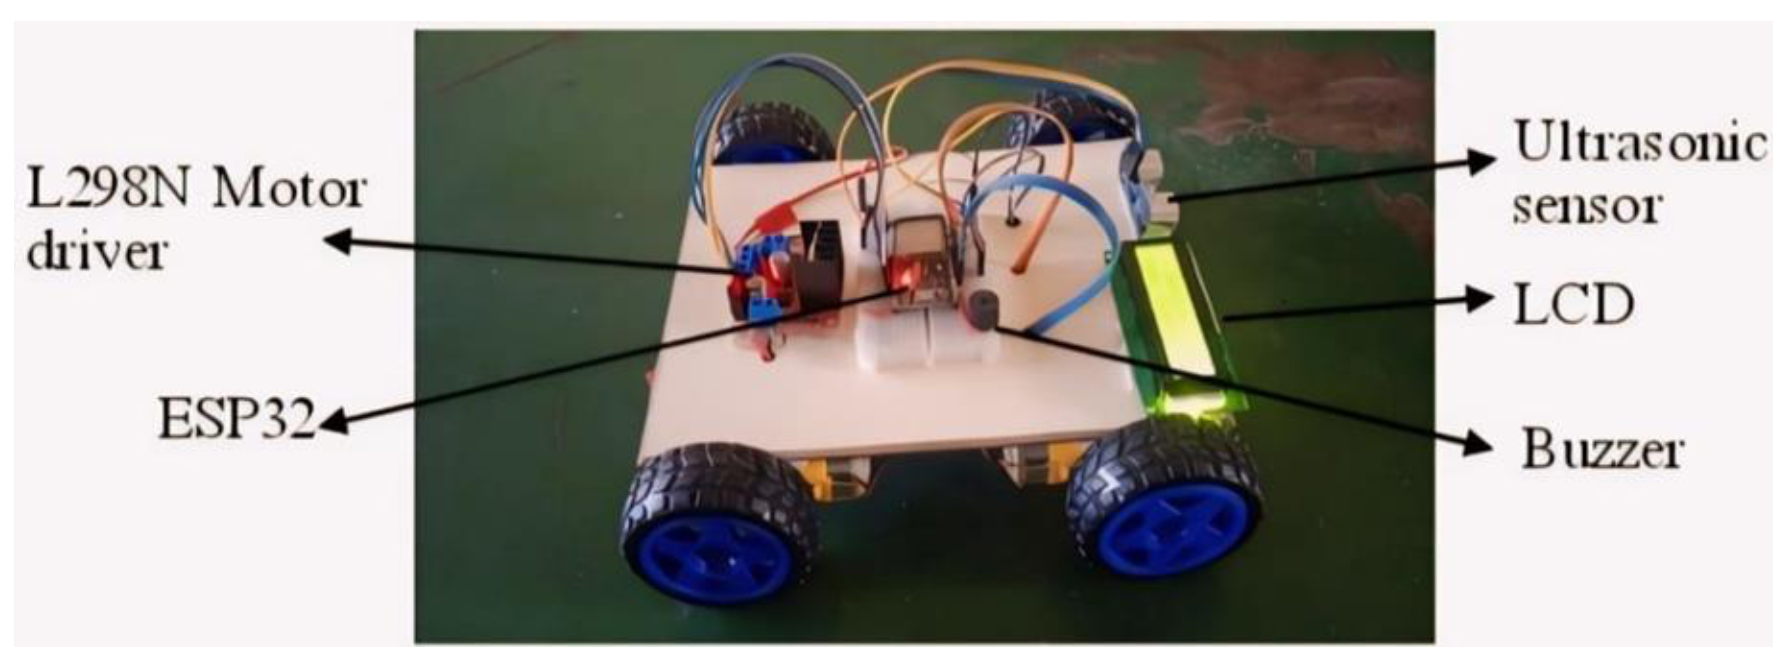 L298N Motor
driver
ESP32
Ultrasonic
sensor
LCD
Buzzer